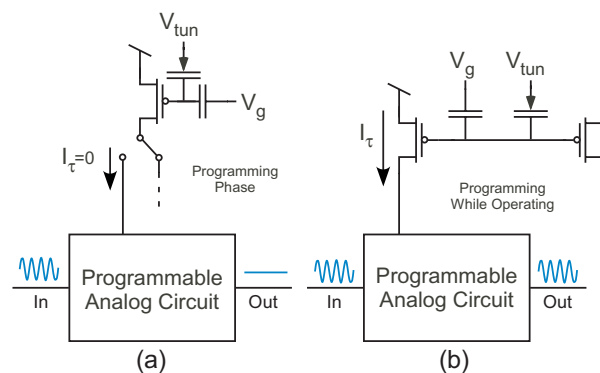 V_tun
V_g
I_τ=0
Programming
Phase
Programmable
Analog Circuit
In
Out
(a)
V_g
V_tun
I_τ
Programming
While Operating
Programmable
Analog Circuit
In
Out
(b)